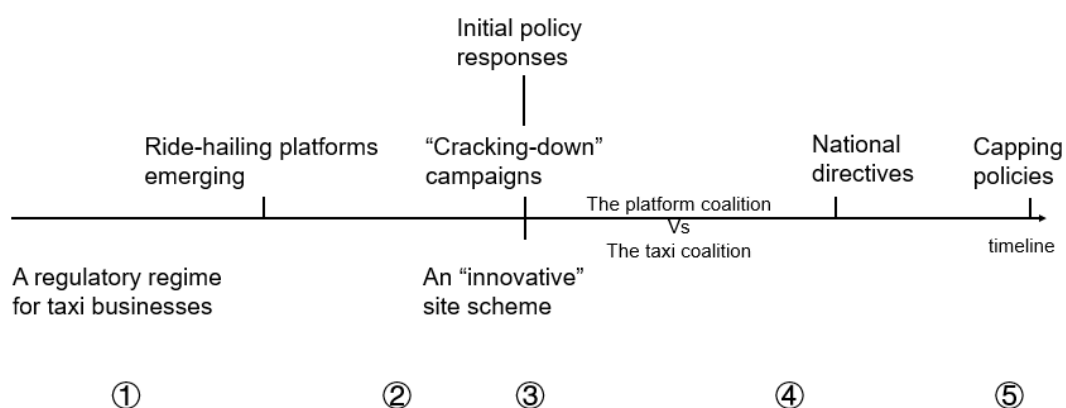 Initial policy
responses
Ride-hailing platforms
emerging
“Cracking-down”
campaigns
National
directives
Capping
policies
The platform coalition
Vs
The taxi coalition
timeline
A regulatory regime
for taxi businesses
An “innovative”
site scheme
① ② ③ ④ ⑤